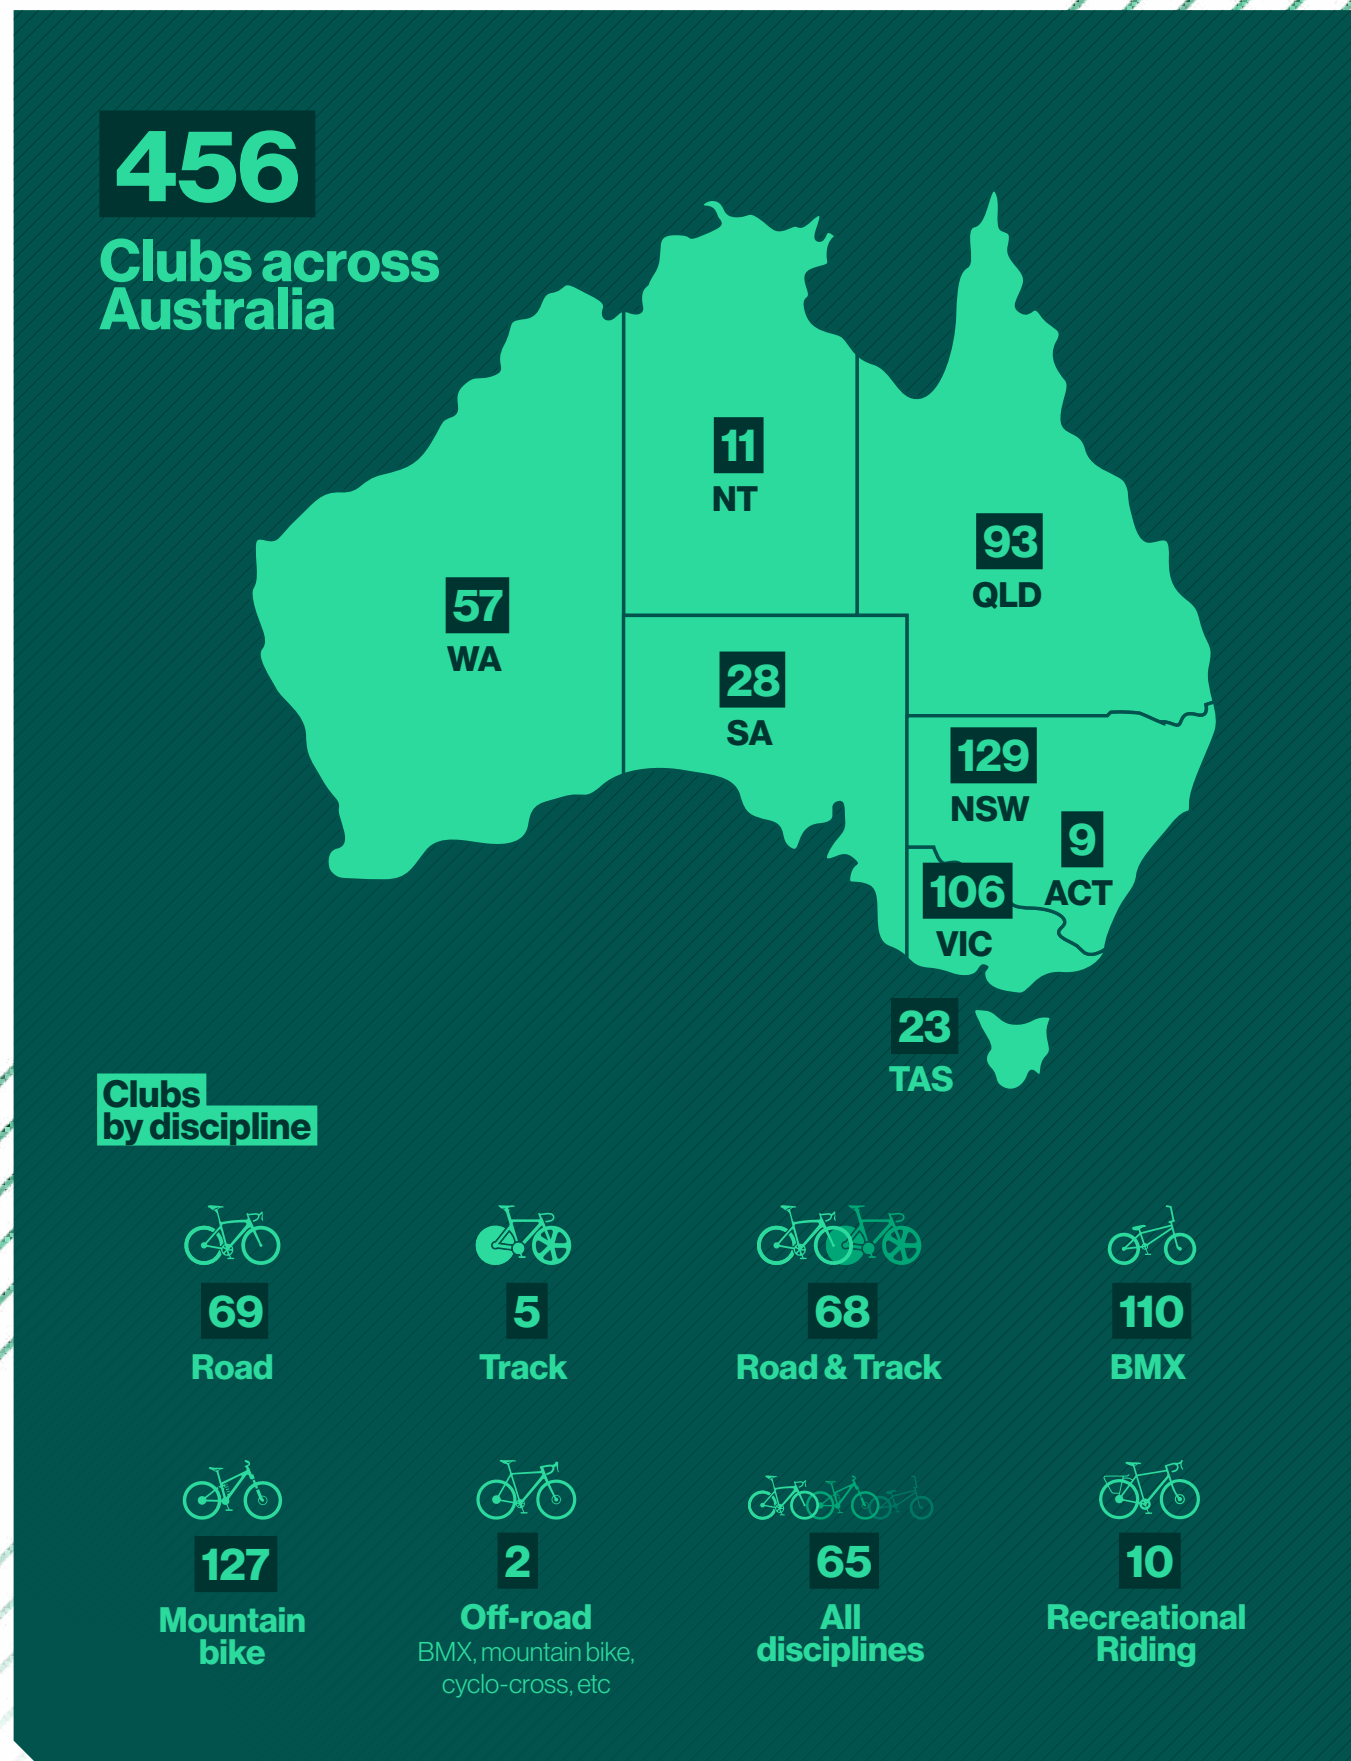 456
Clubs across
Australia
11
NT
93
QLD
57
WA
28
SA
129
NSW
9
ACT
106
VIC
23
TAS
Clubs
by discipline
69
Road
5
Track
68
Road & Track
110
BMX
127
Mountain
bike
2
Off-road
BMX, mountain bike,
cyclo-cross, etc
65
All
disciplines
10
Recreational
Riding